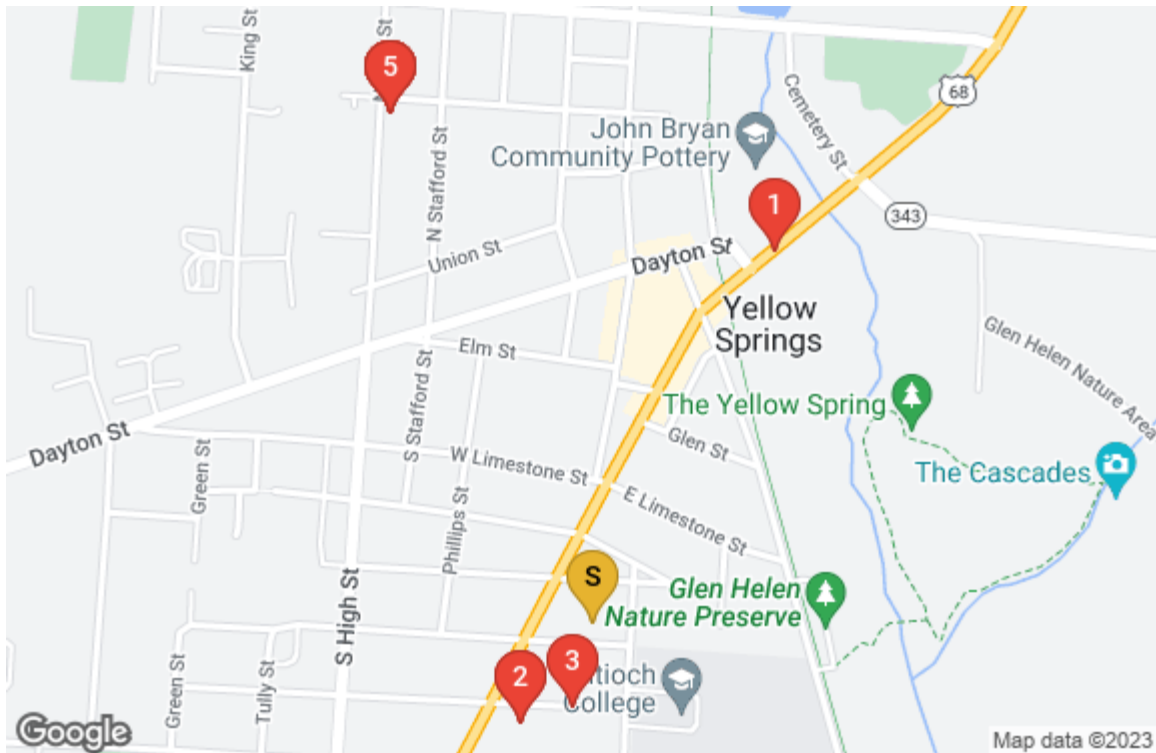 King St
St
N
5
68
Cemetery St
John Bryan
Community Pottery
N Stafford St
1
343
Union St
Dayton St
Yellow
Springs
Glen Helen Nature Area
Elm St
The Yellow Spring
S Stafford St
Dayton St
Glen St
W Limestone St
The Cascades
Green St
E Limestone St
Phillips St
S
Glen Helen
Nature Preserve
S High St
3
2
tioch
College
Green St
Tully St
Google
Map data ©2023